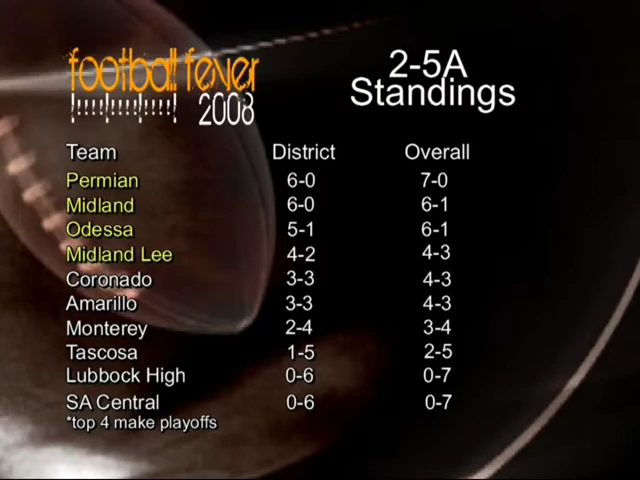 football fever
2008
2-5A
Standings
Team District Overall
Permian 6-0 7-0
Midland 6-0 6-1
Odessa 5-1 6-1
Midland Lee 4-2 4-3
Coronado 3-3 4-3
Amarillo 3-3 4-3
Monterey 2-4 3-4
Tascosa 1-5 2-5
Lubbock High 0-6 0-7
SA Central 0-6 0-7
*top 4 make playoffs